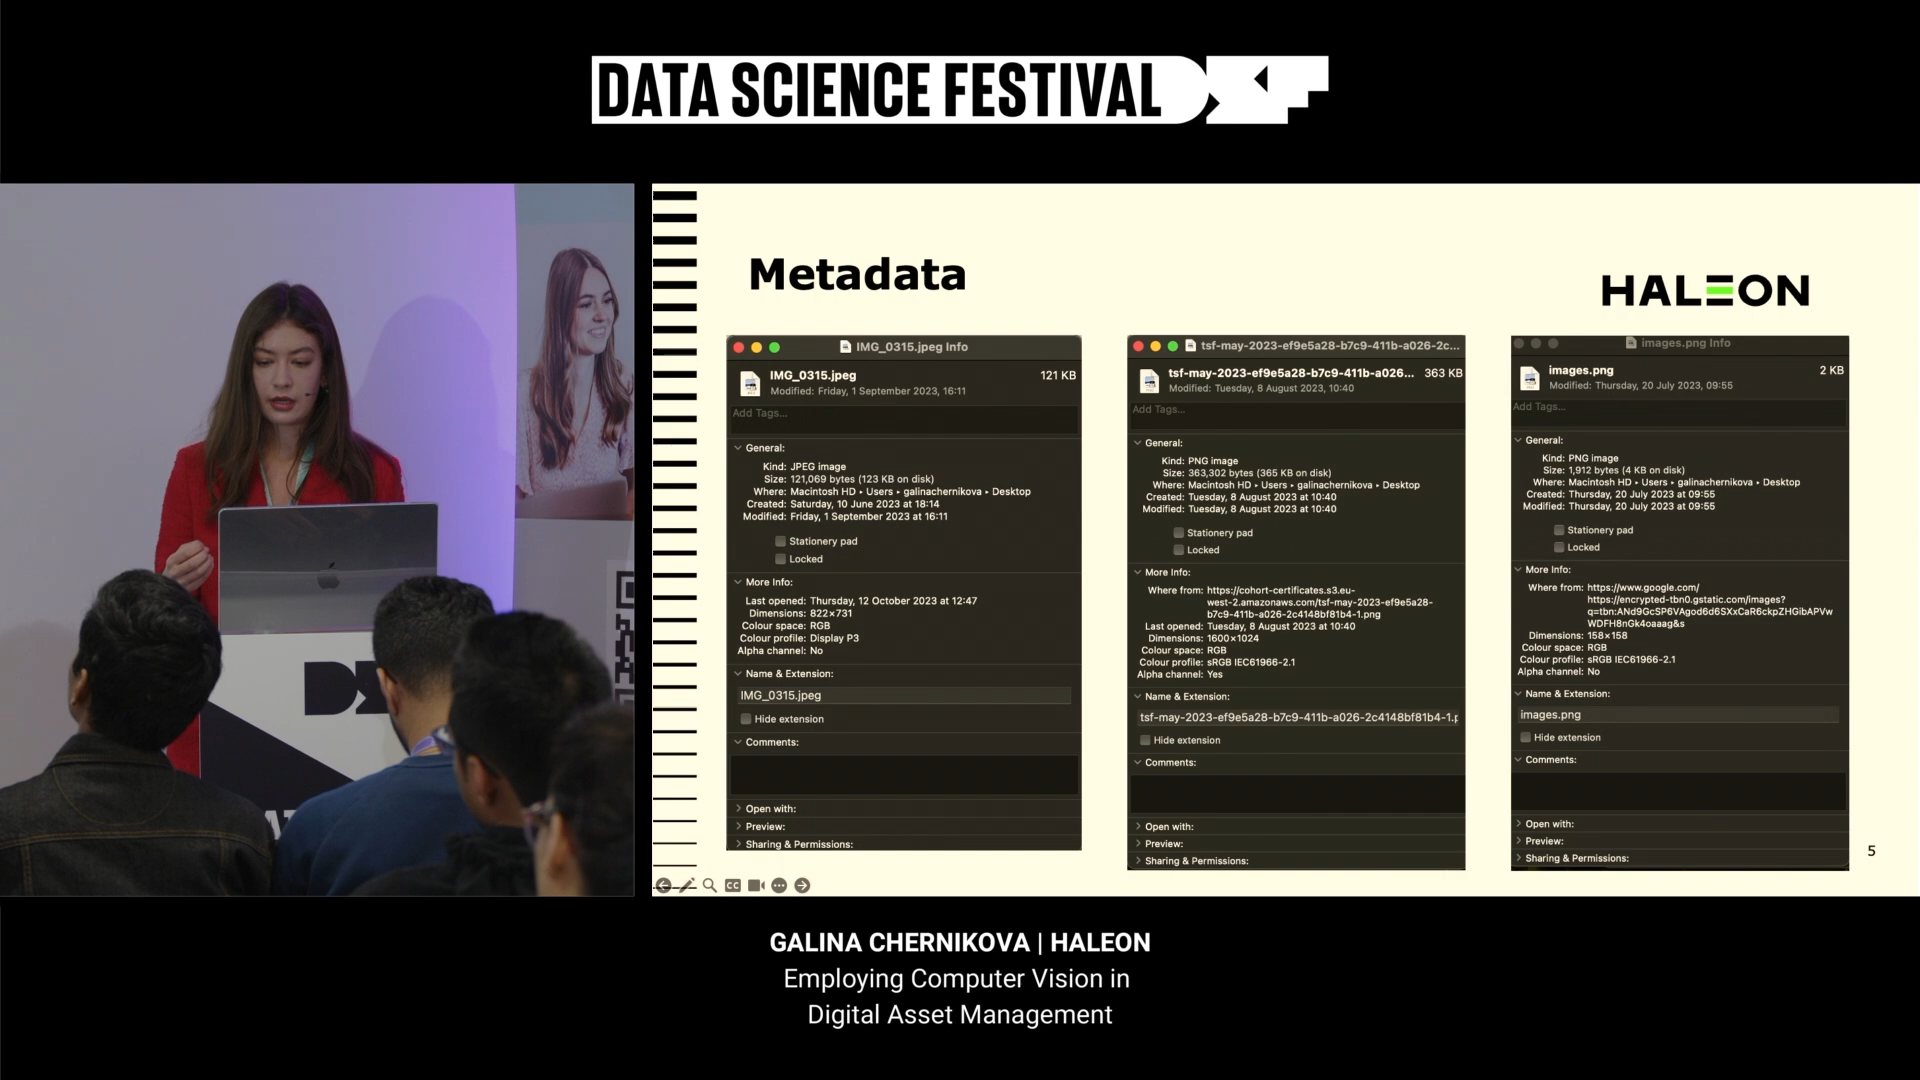 DATA SCIENCE FESTIVAL
Metadata
HALEON
IMG_0315.jpeg Info
IMG_0315.jpeg 121 KB
Modified: Friday, 1 September 2023, 16:11
Add Tags...
General:
Kind: JPEG image
Size: 121,069 bytes (123 KB on disk)
Where: Macintosh HD ▸ Users ▸ galinachernikova ▸ Desktop
Created: Saturday, 10 June 2023 at 18:14
Modified: Friday, 1 September 2023 at 16:11
Stationery pad
Locked
More Info:
Last opened: Thursday, 12 October 2023 at 12:47
Dimensions: 822×731
Colour space: RGB
Colour profile: Display P3
Alpha channel: No
Name & Extension:
IMG_0315.jpeg
Hide extension
Comments:
Open with:
Preview:
Sharing & Permissions:
tsf-may-2023-ef9e5a28-b7c9-411b-a026-2c...
tsf-may-2023-ef9e5a28-b7c9-411b-a026... 363 KB
Modified: Tuesday, 8 August 2023, 10:40
Add Tags...
General:
Kind: PNG image
Size: 363,302 bytes (365 KB on disk)
Where: Macintosh HD ▸ Users ▸ galinachernikova ▸ Desktop
Created: Tuesday, 8 August 2023 at 10:40
Modified: Tuesday, 8 August 2023 at 10:40
Stationery pad
Locked
More Info:
Where from: https://cohort-certificates.s3.eu-
west-2.amazonaws.com/tsf-may-2023-ef9e5a28-
b7c9-411b-a026-2c4148bf81b4-1.png
Last opened: Tuesday, 8 August 2023 at 10:40
Dimensions: 1600×1024
Colour space: RGB
Colour profile: sRGB IEC61966-2.1
Alpha channel: Yes
Name & Extension:
tsf-may-2023-ef9e5a28-b7c9-411b-a026-2c4148bf81b4-1.p
Hide extension
Comments:
Open with:
Preview:
Sharing & Permissions:
images.png Info
images.png 2 KB
Modified: Thursday, 20 July 2023, 09:55
Add Tags...
General:
Kind: PNG image
Size: 1,912 bytes (4 KB on disk)
Where: Macintosh HD ▸ Users ▸ galinachernikova ▸ Desktop
Created: Thursday, 20 July 2023 at 09:55
Modified: Thursday, 20 July 2023 at 09:55
Stationery pad
Locked
More Info:
Where from: https://www.google.com/
https://encrypted-tbn0.gstatic.com/images?
q=tbn:ANd9GcSP6VAgod6d6SXxCaR6ckpZHGibAPVw
WDFH8nGk4oaaag&s
Dimensions: 158×158
Colour space: RGB
Colour profile: sRGB IEC61966-2.1
Alpha channel: No
Name & Extension:
images.png
Hide extension
Comments:
Open with:
Preview:
Sharing & Permissions:
5
CC
GALINA CHERNIKOVA | HALEON
Employing Computer Vision in
Digital Asset Management